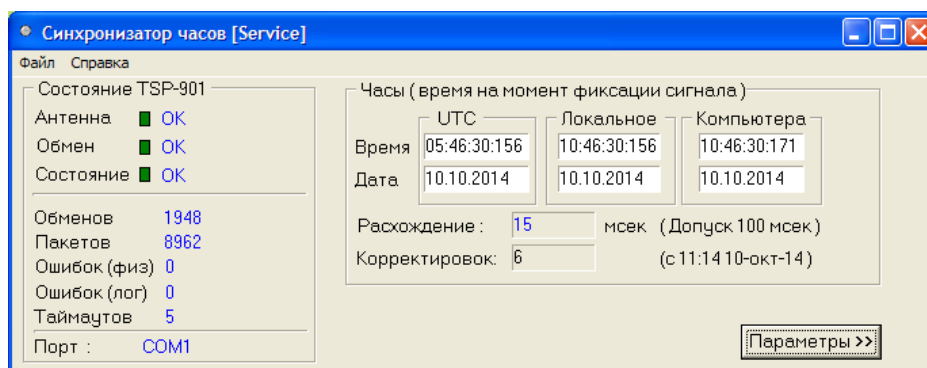 Синхронизатор часов [Service]
Файл Справка
Состояние TSP-901
Антенна OK
Обмен OK
Состояние OK
Обменов 1948
Пакетов 8962
Ошибок (физ) 0
Ошибок (лог) 0
Таймаутов 5
Порт : COM1
Часы ( время на момент фиксации сигнала )
UTC Локальное Компьютера
Время 05:46:30:156 10:46:30:156 10:46:30:171
Дата 10.10.2014 10.10.2014 10.10.2014
Расхождение : 15 мсек ( Допуск 100 мсек )
Корректировок: 6 (с 11:14 10-окт-14 )
Параметры >>